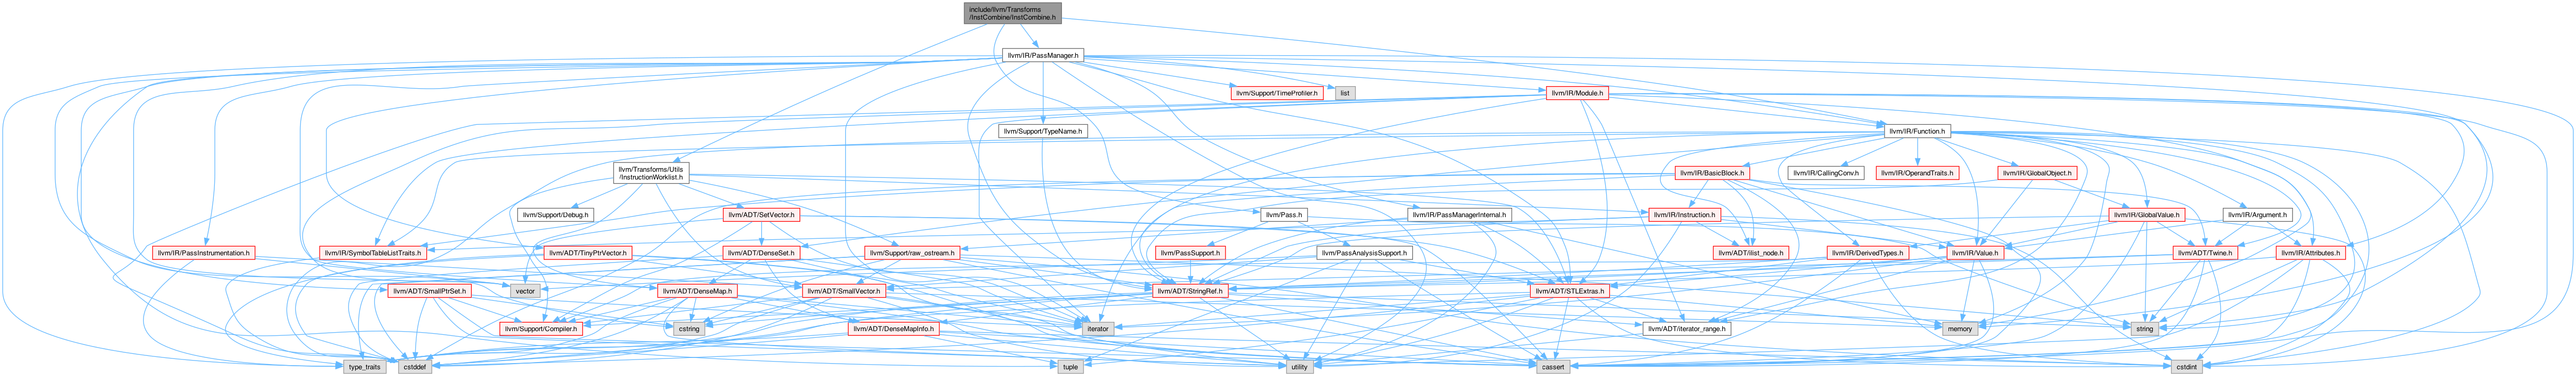 include/llvm/Transforms
/InstCombine/InstCombine.h
llvm/IR/PassManager.h
llvm/Support/TimeProfiler.h
list
llvm/IR/Module.h
llvm/Support/TypeName.h
llvm/IR/Function.h
llvm/Transforms/Utils
/InstructionWorklist.h
llvm/IR/BasicBlock.h
llvm/IR/CallingConv.h
llvm/IR/OperandTraits.h
llvm/IR/GlobalObject.h
llvm/Support/Debug.h
llvm/ADT/SetVector.h
llvm/Pass.h
llvm/IR/PassManagerInternal.h
llvm/IR/Instruction.h
llvm/IR/GlobalValue.h
llvm/IR/Argument.h
llvm/IR/PassInstrumentation.h
llvm/IR/SymbolTableListTraits.h
llvm/ADT/TinyPtrVector.h
llvm/ADT/DenseSet.h
llvm/Support/raw_ostream.h
llvm/PassSupport.h
llvm/PassAnalysisSupport.h
llvm/ADT/ilist_node.h
llvm/IR/DerivedTypes.h
llvm/IR/Value.h
llvm/ADT/Twine.h
llvm/IR/Attributes.h
llvm/ADT/SmallPtrSet.h
vector
llvm/ADT/DenseMap.h
llvm/ADT/SmallVector.h
llvm/ADT/StringRef.h
llvm/ADT/STLExtras.h
llvm/Support/Compiler.h
cstring
llvm/ADT/DenseMapInfo.h
iterator
llvm/ADT/iterator_range.h
memory
string
type_traits
cstddef
tuple
utility
cassert
cstdint